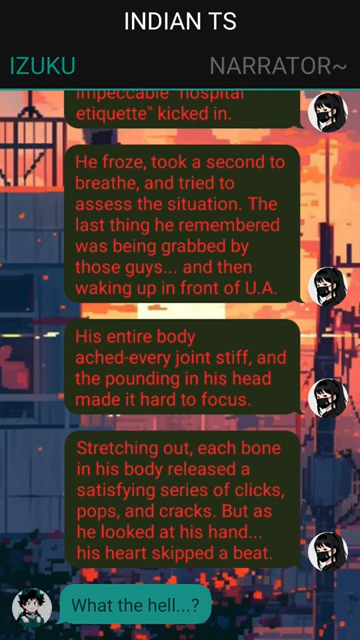 INDIAN TS
IZUKU
NARRATOR~
impeccable "hospital
etiquette" kicked in.
He froze, took a second to
breathe, and tried to
assess the situation. The
last thing he remembered
was being grabbed by
those guys... and then
waking up in front of U.A.
His entire body
ached-every joint stiff, and
the pounding in his head
made it hard to focus.
Stretching out, each bone
in his body released a
satisfying series of clicks,
pops, and cracks. But as
he looked at his hand...
his heart skipped a beat.
What the hell...?